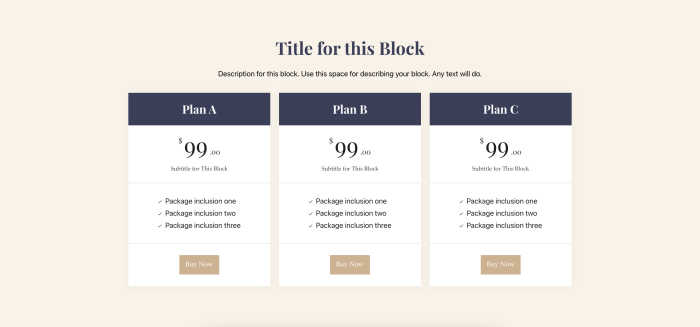 Title for this Block
Description for this block. Use this space for describing your block. Any text will do.
Plan A
$99.00
Subtitle for This Block
✓ Package inclusion one
✓ Package inclusion two
✓ Package inclusion three
Buy Now
Plan B
$99.00
Subtitle for This Block
✓ Package inclusion one
✓ Package inclusion two
✓ Package inclusion three
Buy Now
Plan C
$99.00
Subtitle for This Block
✓ Package inclusion one
✓ Package inclusion two
✓ Package inclusion three
Buy Now